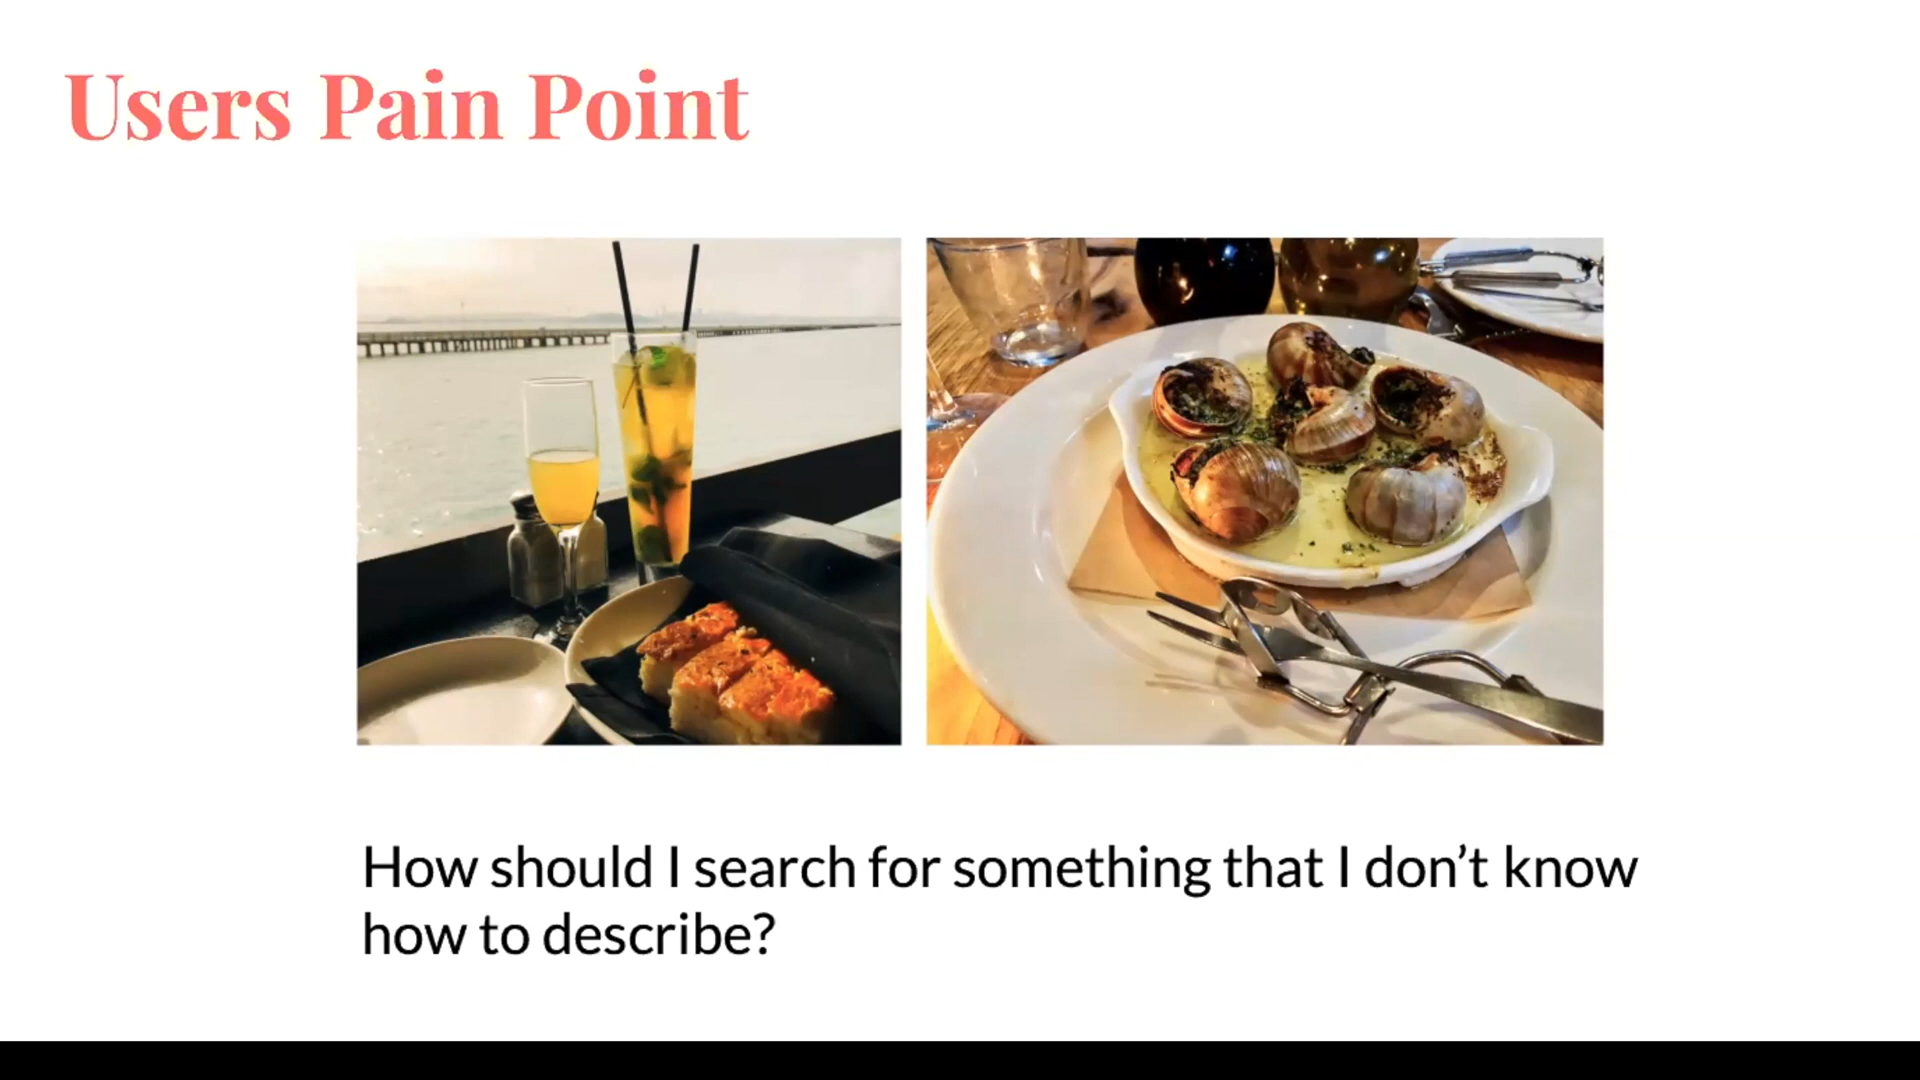 Users Pain Point
How should I search for something that I don’t know
how to describe?